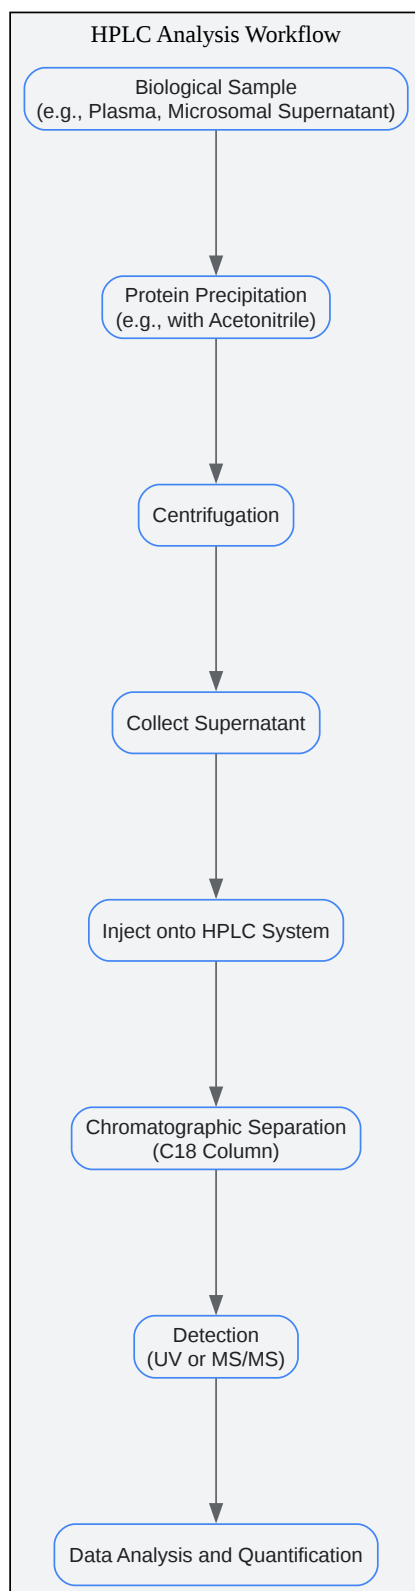 HPLC Analysis Workflow
Biological Sample
(e.g., Plasma, Microsomal Supernatant)
Protein Precipitation
(e.g., with Acetonitrile)
Centrifugation
Collect Supernatant
Inject onto HPLC System
Chromatographic Separation
(C18 Column)
Detection
(UV or MS/MS)
Data Analysis and Quantification